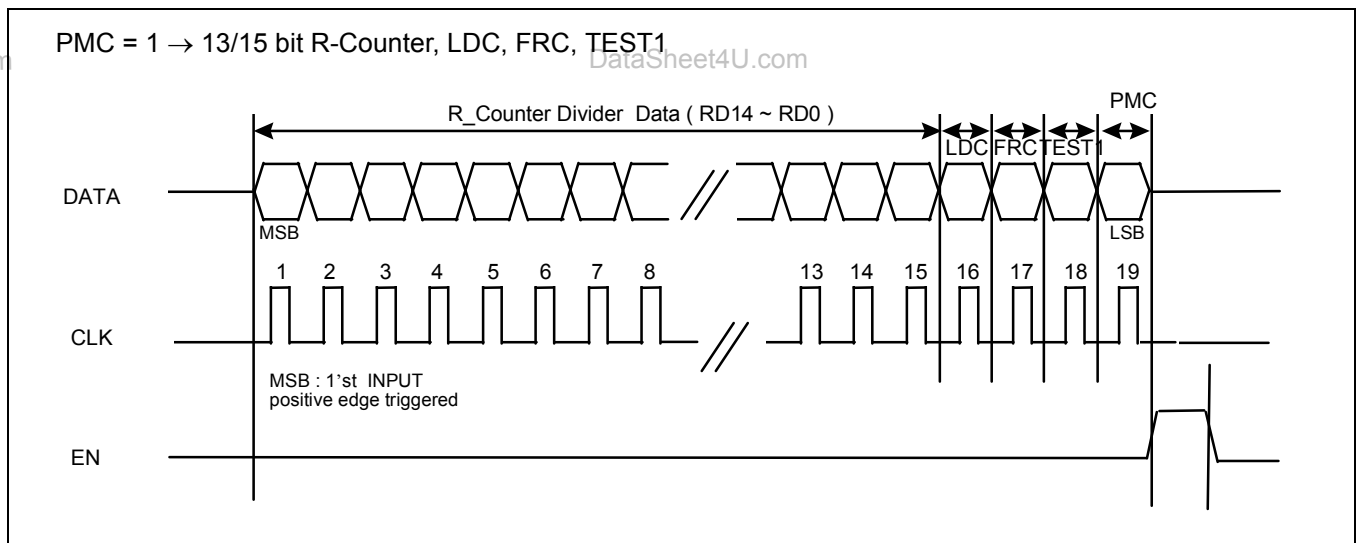 PMC = 1 → 13/15 bit R-Counter, LDC, FRC, TEST1
DataSheet4U.com
m
PMC
R_Counter Divider Data ( RD14 ~ RD0 )
LDC FRC TEST1
DATA
MSB LSB
1 2 3 4 5 6 7 8 13 14 15 16 17 18 19
CLK
MSB : 1’st INPUT
positive edge triggered
EN